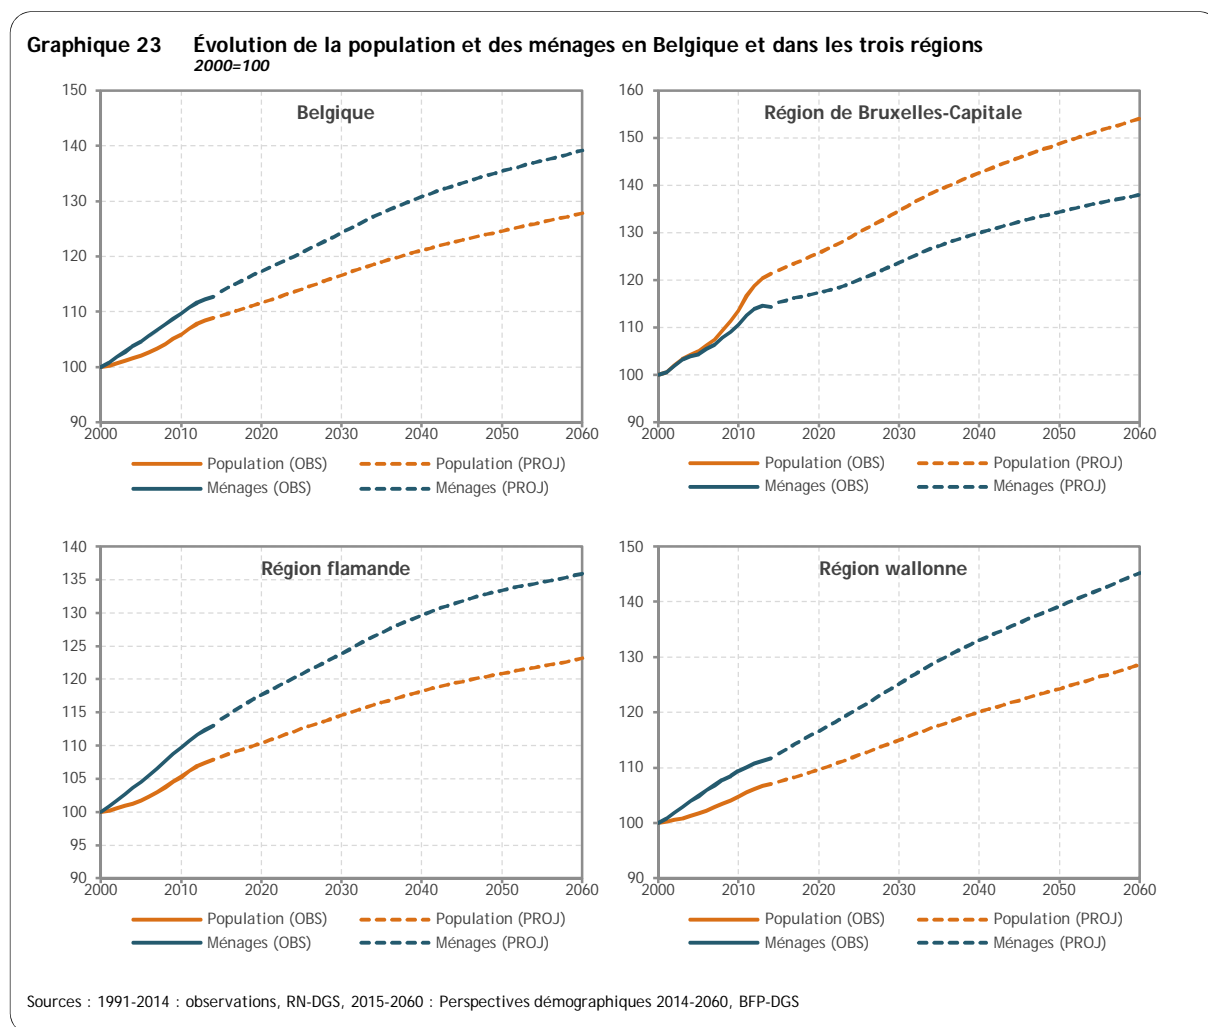 Graphique 23 Évolution de la population et des ménages en Belgique et dans les trois régions
2000=100
Belgique
150
140
130
120
110
100
90
2000 2010 2020 2030 2040 2050 2060
Population (OBS) Population (PROJ)
Ménages (OBS) Ménages (PROJ)
Région de Bruxelles-Capitale
160
150
140
130
120
110
100
90
2000 2010 2020 2030 2040 2050 2060
Population (OBS) Population (PROJ)
Ménages (OBS) Ménages (PROJ)
Région flamande
140
135
130
125
120
115
110
105
100
95
90
2000 2010 2020 2030 2040 2050 2060
Population (OBS) Population (PROJ)
Ménages (OBS) Ménages (PROJ)
Région wallonne
150
140
130
120
110
100
90
2000 2010 2020 2030 2040 2050 2060
Population (OBS) Population (PROJ)
Ménages (OBS) Ménages (PROJ)
Sources : 1991-2014 : observations, RN-DGS, 2015-2060 : Perspectives démographiques 2014-2060, BFP-DGS